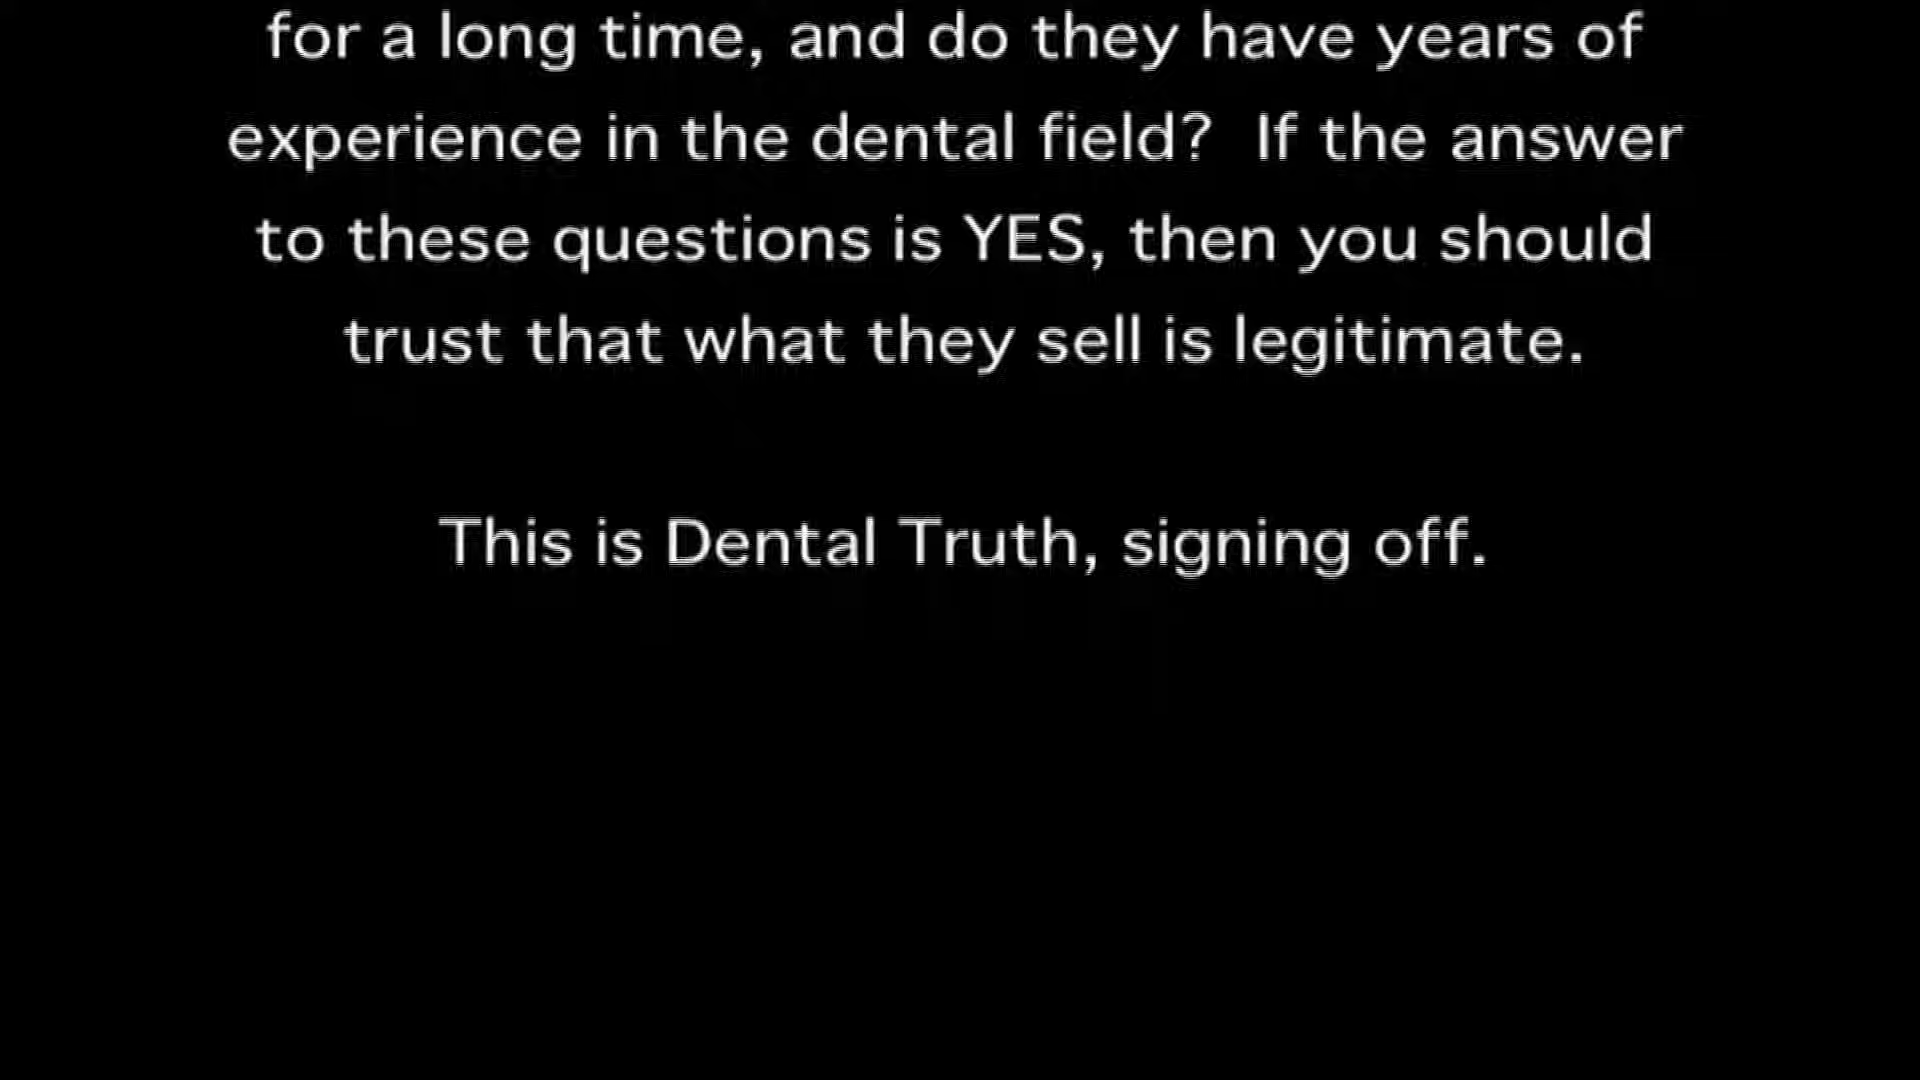 for a long time, and do they have years of
experience in the dental field?  If the answer
to these questions is YES, then you should
trust that what they sell is legitimate.
This is Dental Truth, signing off.